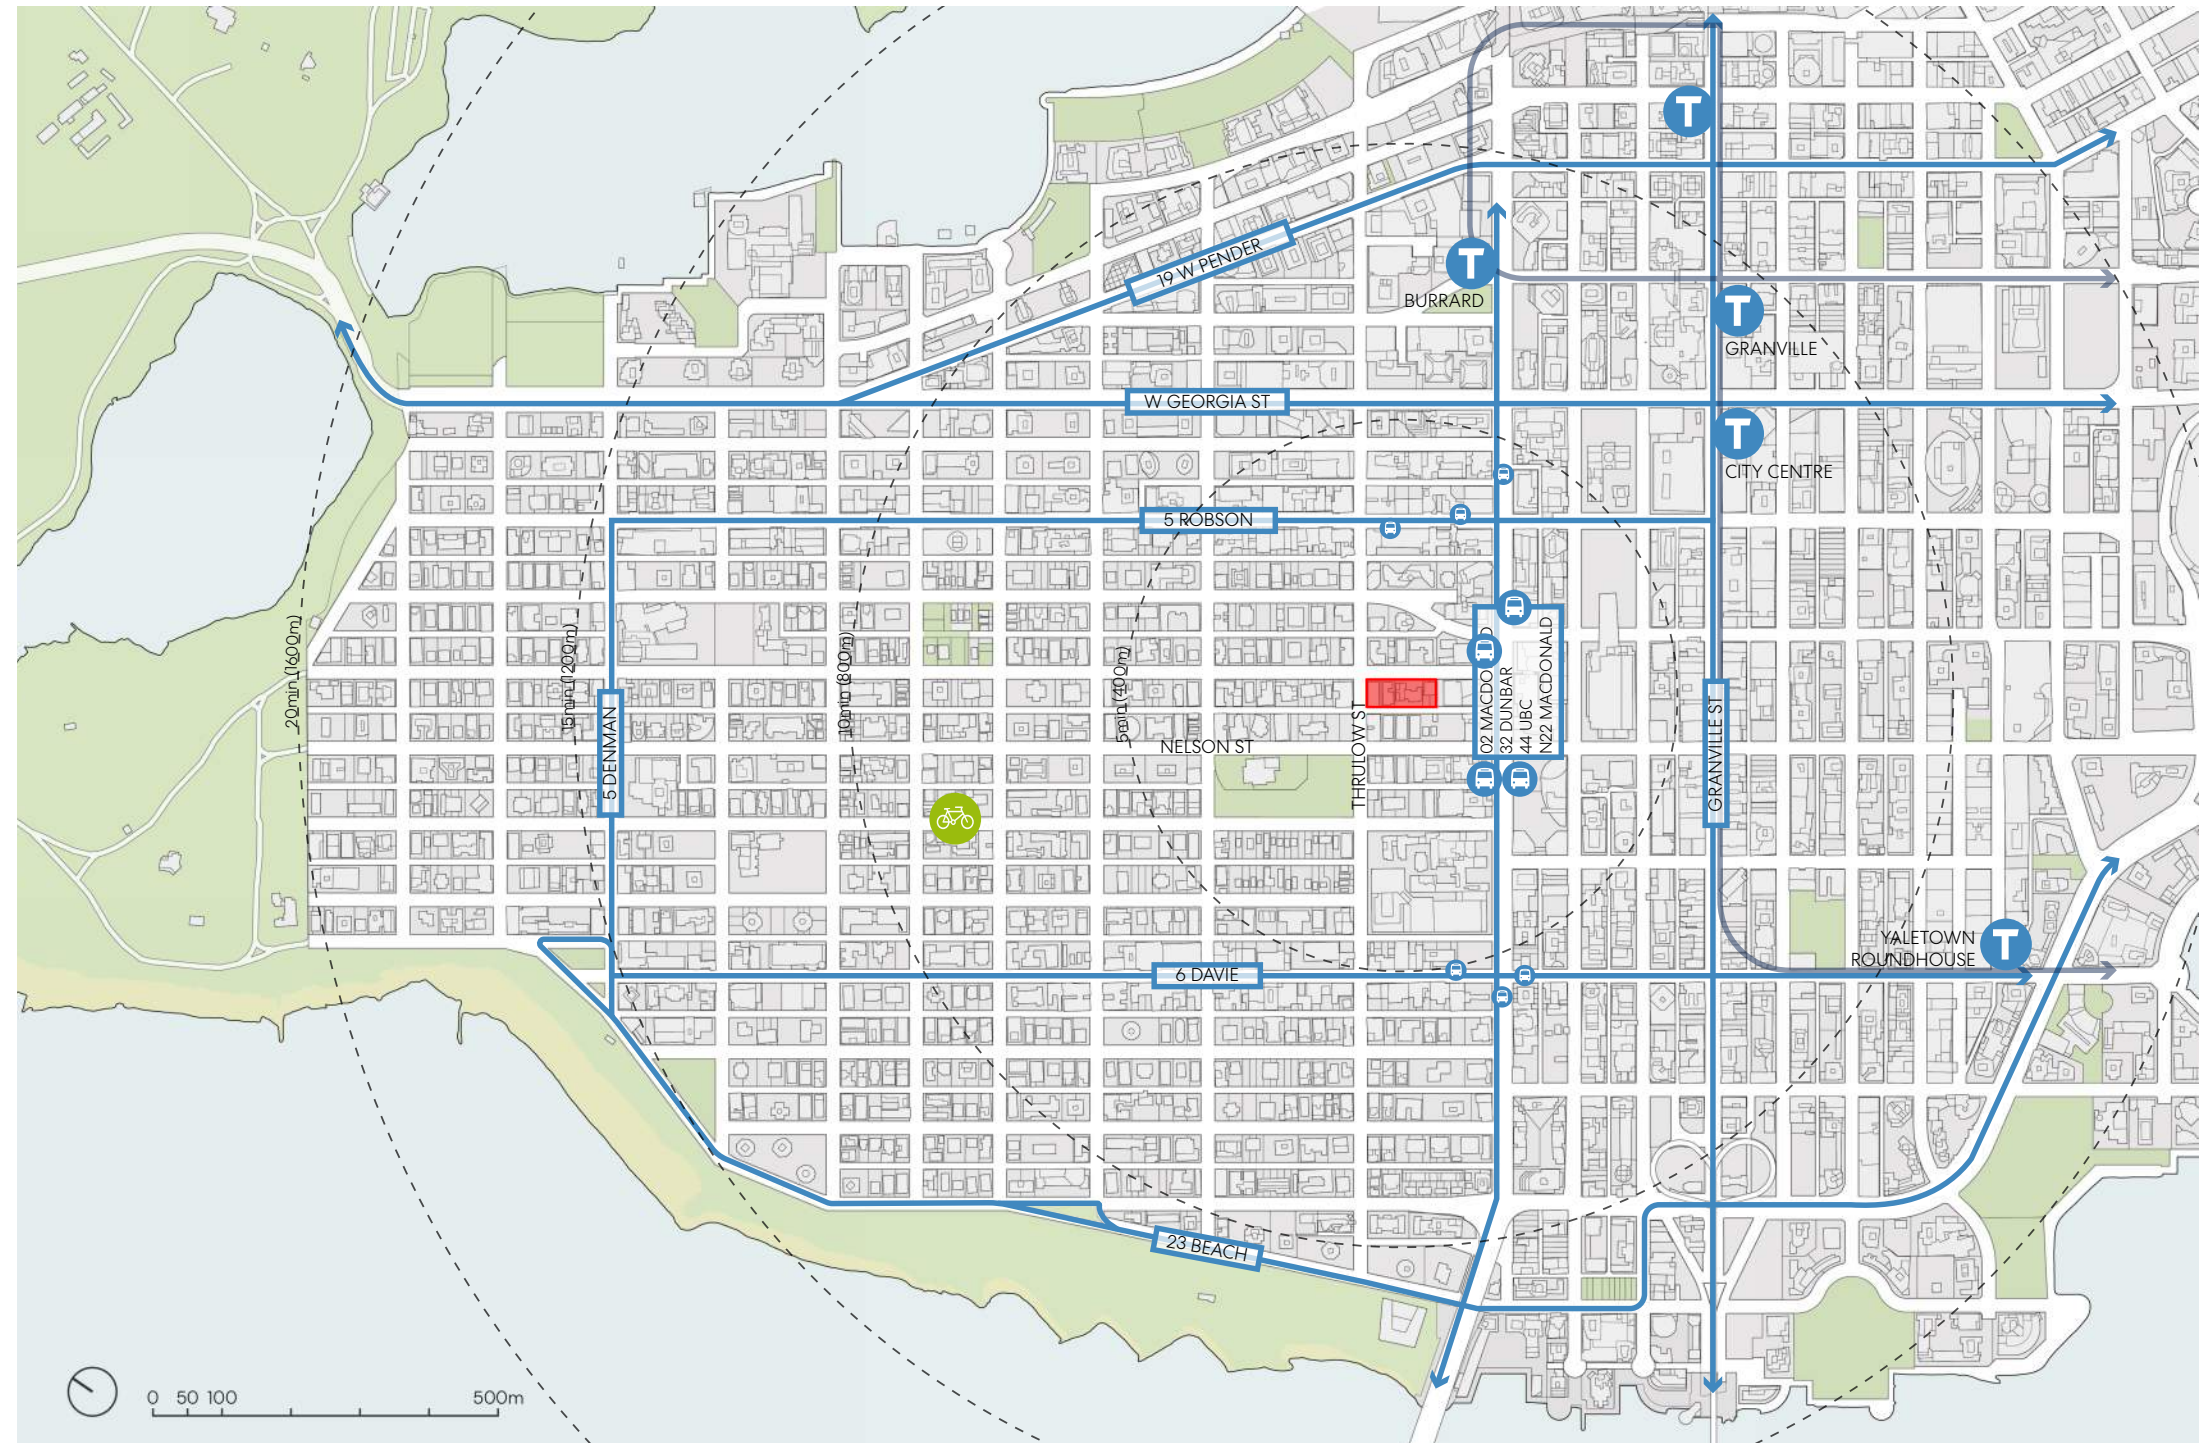 T
19 W PENDER
T
BURRARD
T
GRANVILLE
W GEORGIA ST
T
CITY CENTRE
5 ROBSON
20min (1600m)
15min (1200m)
10min (800m)
5min (400m)
5 DENMAN
NELSON ST
THRULOW ST
02 MACDO D
32 DUNBAR
44 UBC
N22 MACDONALD
GRANVILLE ST
YALETOWN
ROUNDHOUSE
T
6 DAVIE
23 BEACH
0 50 100 500m